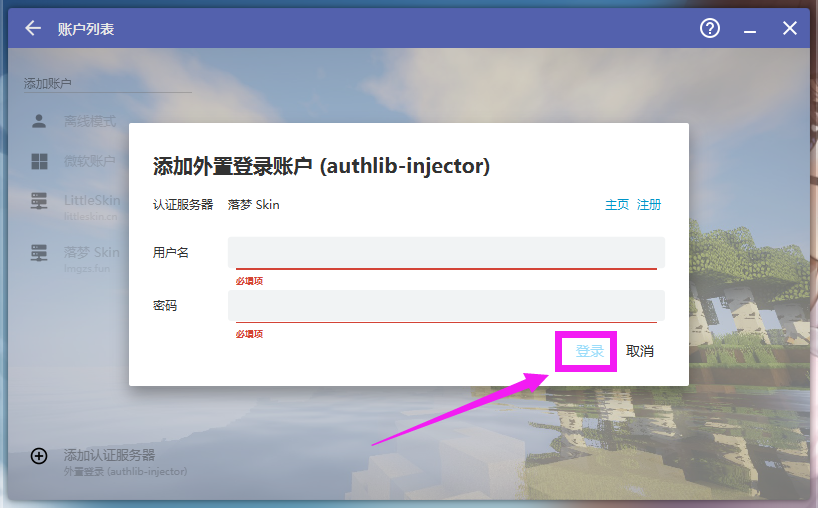 账户列表
添加账户
离线模式
微软账户
LittleSkin
littleskin.cn
落梦 Skin
lmgzs.fun
添加外置登录账户 (authlib-injector)
认证服务器 落梦 Skin 主页 注册
用户名
必填项
密码
必填项
登录 取消
添加认证服务器
外置登录 (authlib-injector)